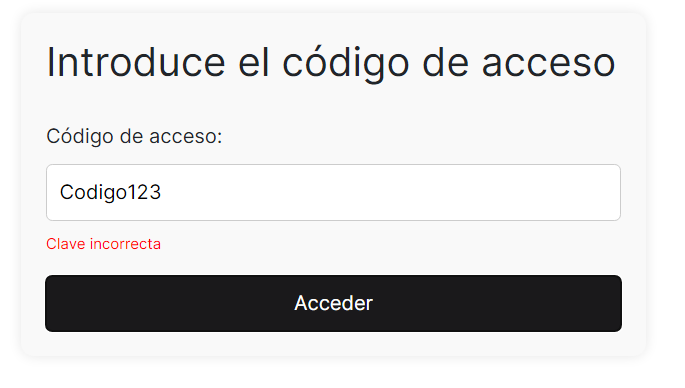 Introduce el código de acceso
Código de acceso:
Codigo123
Clave incorrecta
Acceder